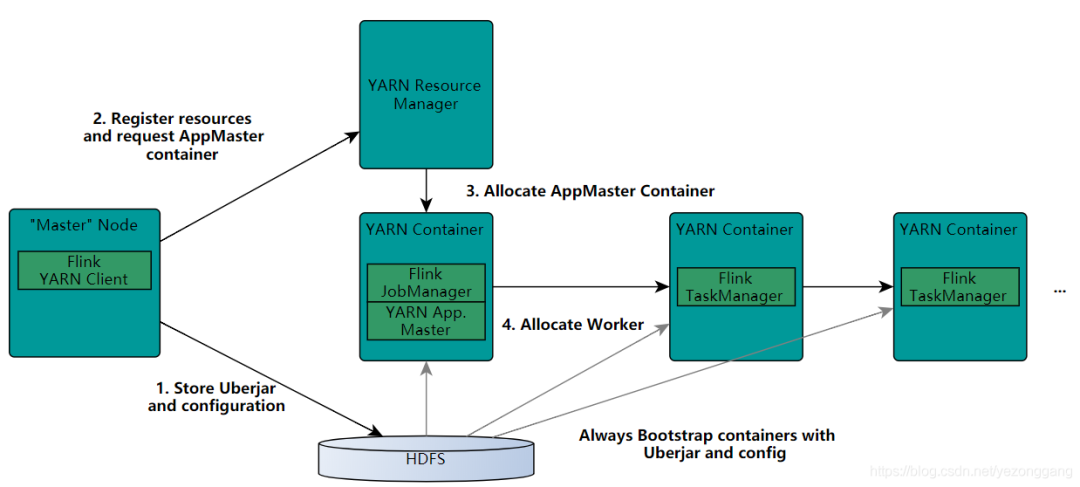 YARN Resource
Manager
2. Register resources
and request AppMaster
container
3. Allocate AppMaster Container
"Master" Node
Flink
YARN Client
YARN Container
Flink
JobManager
YARN App.
Master
4. Allocate Worker
YARN Container
Flink
TaskManager
YARN Container
Flink
TaskManager
...
1. Store Uberjar
and configuration
HDFS
Always Bootstrap containers with
Uberjar and config
https://blog.csdn.net/yazonggang